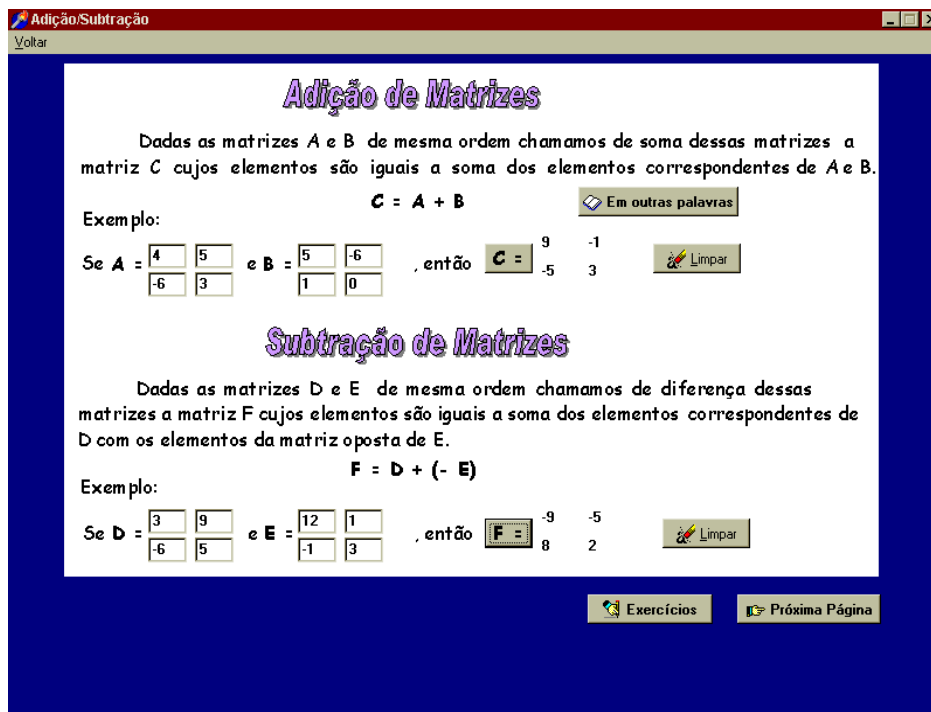 Adição/Subtração
Voltar
Adição de Matrizes
Dadas as matrizes A e B de mesma ordem chamamos de soma dessas matrizes a
matriz C cujos elementos são iguais a soma dos elementos correspondentes de A e B.
C = A + B
Em outras palavras
Exemplo:
Se A = 4 5 e B = 5 -6 , então C = 9 -1 Limpar
-6 3 1 0 -5 3
Subtração de Matrizes
Dadas as matrizes D e E de mesma ordem chamamos de diferença dessas
matrizes a matriz F cujos elementos são iguais a soma dos elementos correspondentes de
D com os elementos da matriz oposta de E.
F = D + (- E)
Exemplo:
Se D = 3 9 e E = 12 1 , então F = -9 -5 Limpar
-6 5 -1 3 8 2
Exercícios Próxima Página